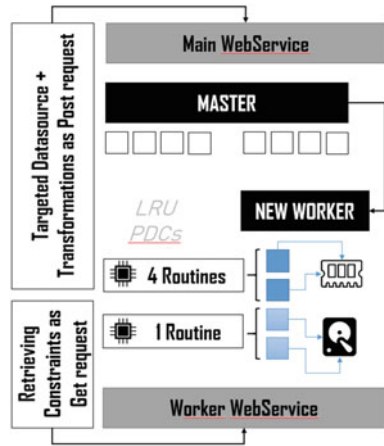 Targeted Datasource +
Transformations as Post request
Main WebService
MASTER
LRU
PDCs
NEW WORKER
4 Routines
1 Routine
Retrieving
Constraints as
Get request
Worker WebService